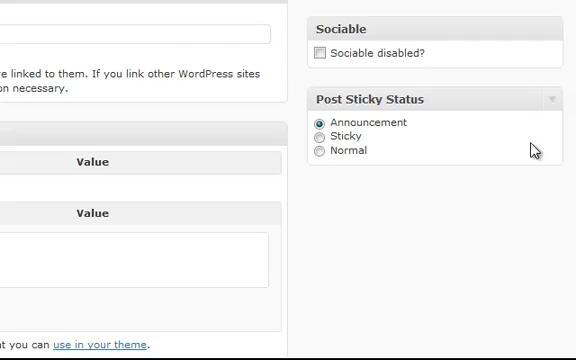 e linked to them. If you link other WordPress sites
on necessary.
Value
Value
t you can use in your theme.
Sociable
Sociable disabled?
Post Sticky Status
Announcement
Sticky
Normal